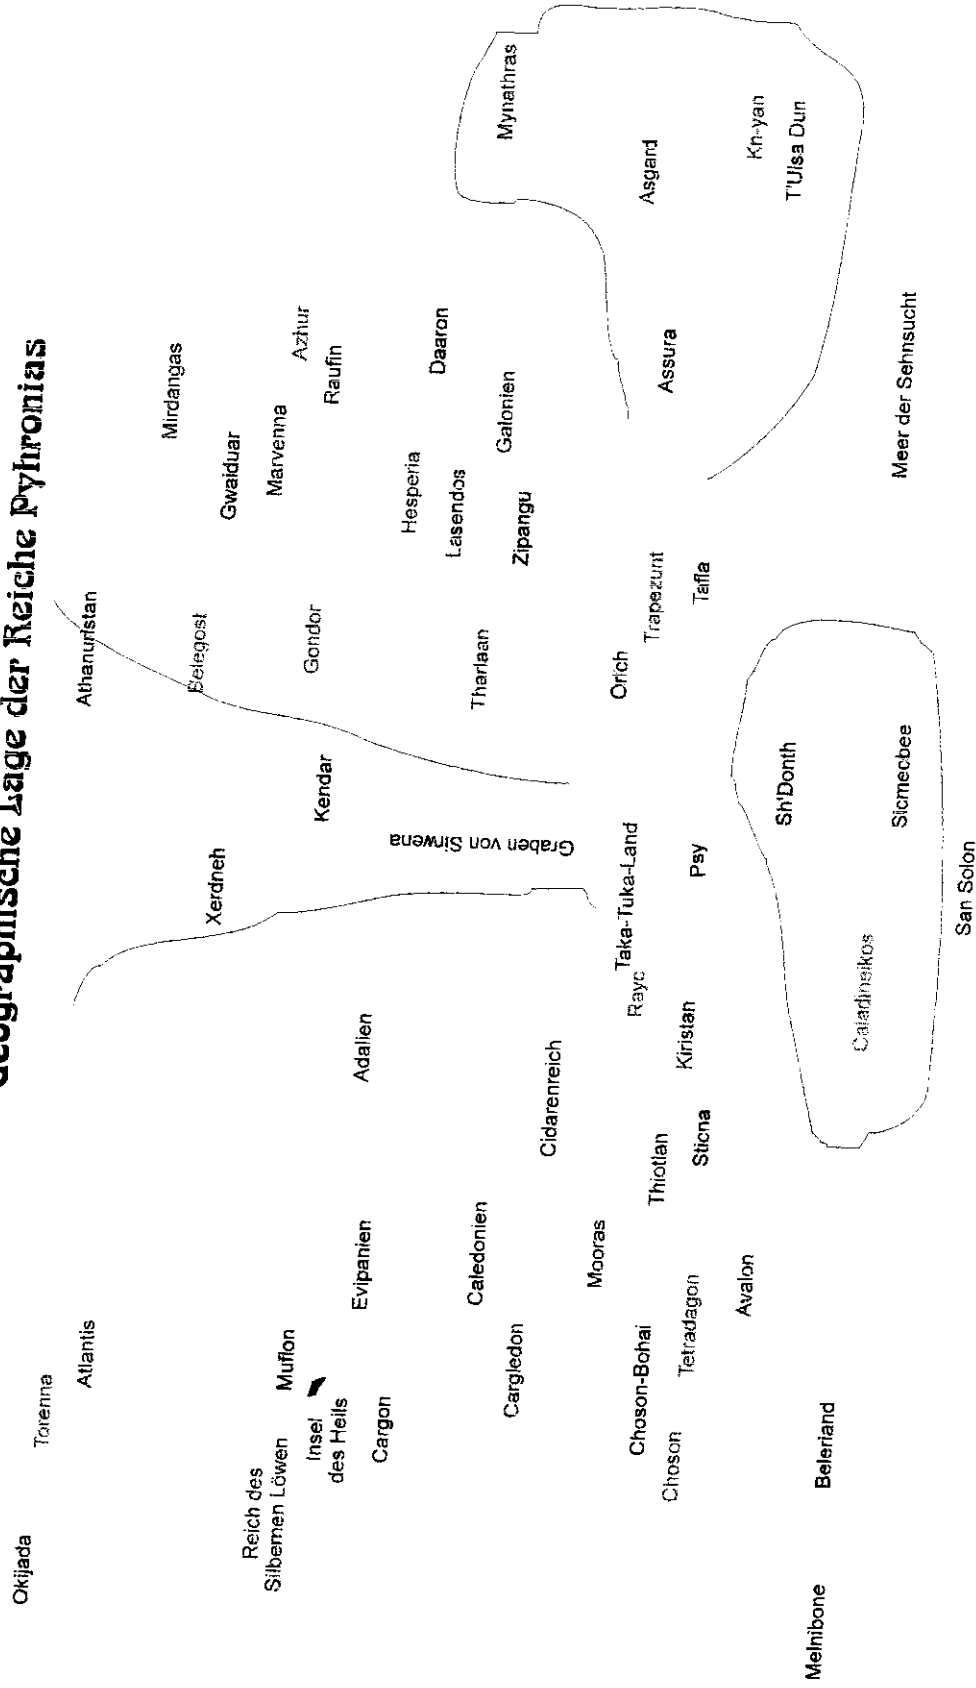 Geographische Lage der Reiche Pyhronias
Okijada
Torenna
Atlantis
Athanuristan
Mirdangas
Xerdneh
Belegost
Gwaiduar
Reich des
Silbernen Löwen
Muflon
Marvenna
Azhur
Insel
des Heils
Kendar
Gondor
Raufin
Cargon
Evipanien
Adalien
Graben von Sirwena
Hesperia
Daaron
Caledonien
Tharlaan
Lasendos
Cargledon
Galonien
Mynathras
Cidarenreich
Zipangu
Mooras
Choson-Bohai
Thiotlan
Rayc
Taka-Tuka-Land
Orich
Trapezunt
Asgard
Choson
Tetradagon
Sticna
Kiristan
Psy
Tafla
Assura
Avalon
Kn-yan
Melnibone
Beleriand
Sh'Donth
T'Ulsa Dun
Caladineikos
Sicmecbee
Meer der Sehnsucht
San Solon